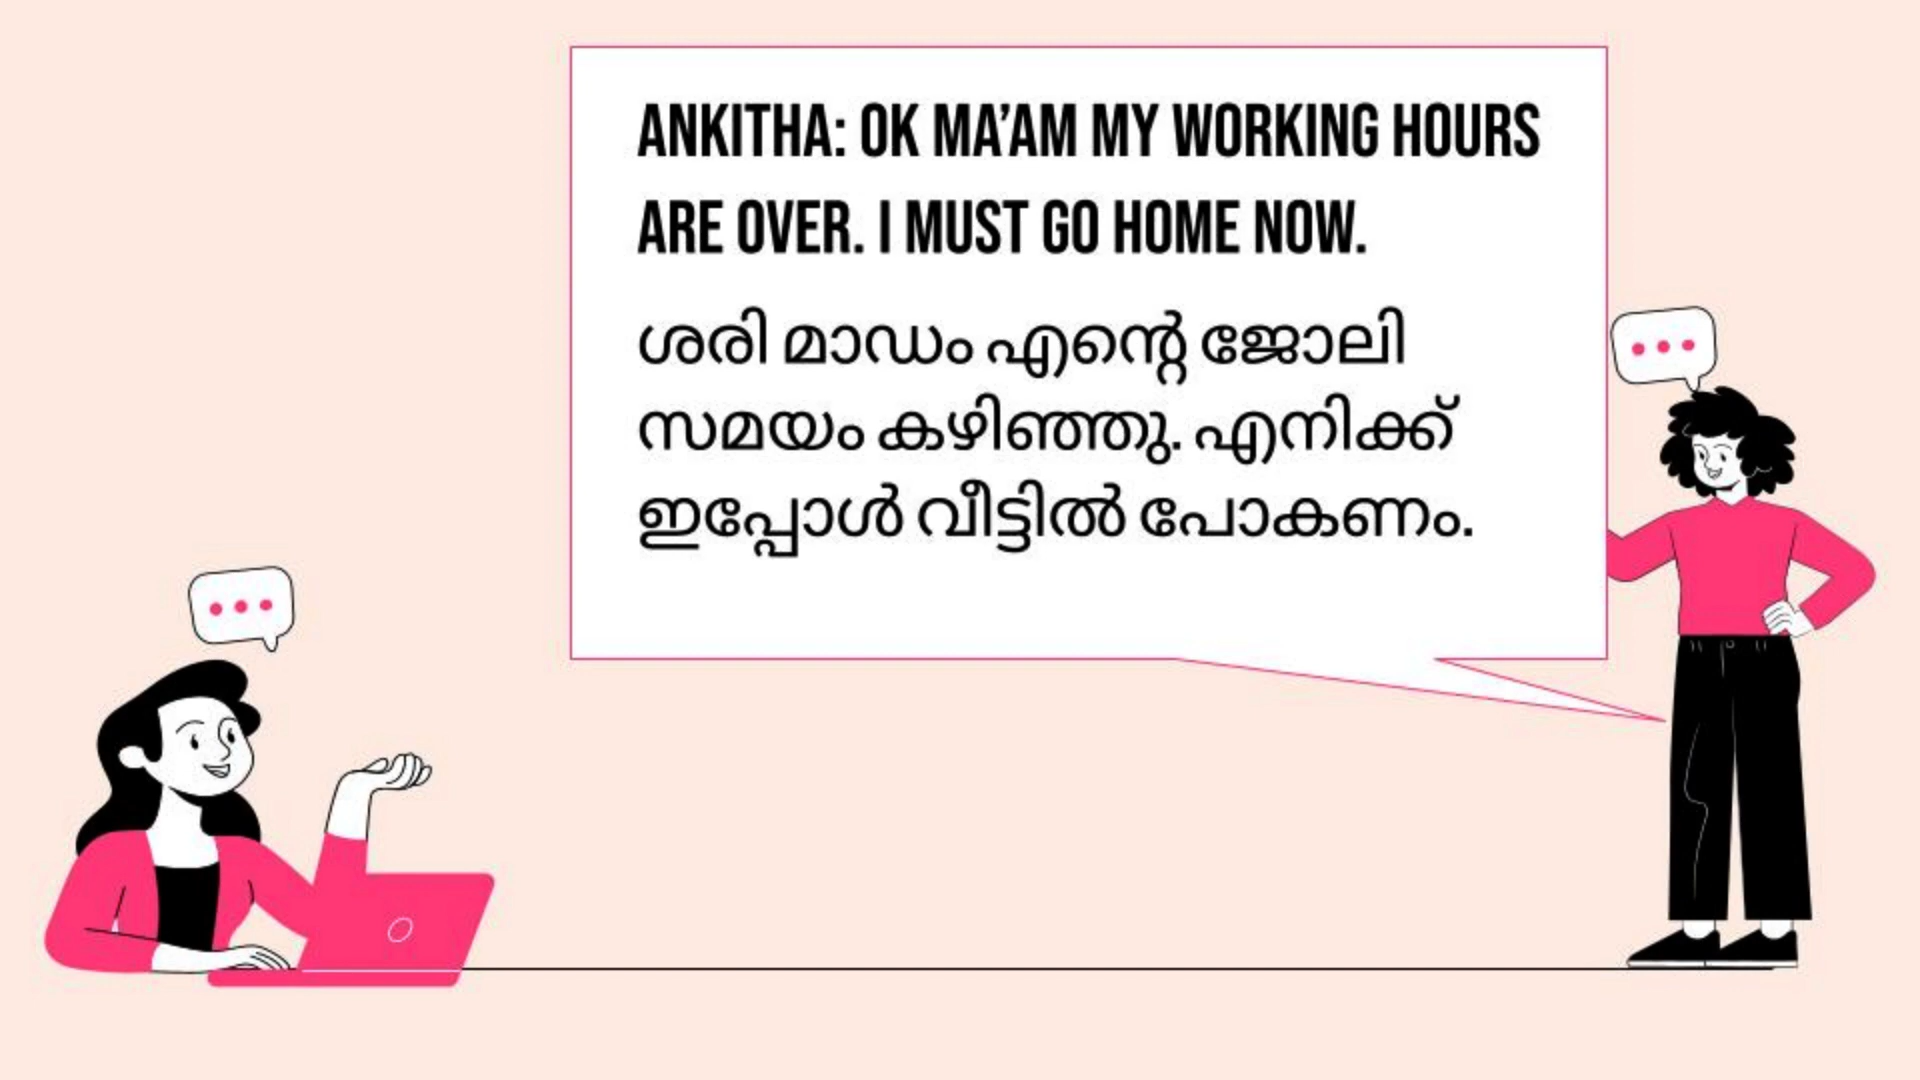 ANKITHA: OK MA’AM MY WORKING HOURS
ARE OVER. I MUST GO HOME NOW.
ശരി മാഡം എന്റെ ജോലി
സമയം കഴിഞ്ഞു. എനിക്ക്
ഇപ്പോൾ വീട്ടിൽ പോകണം.